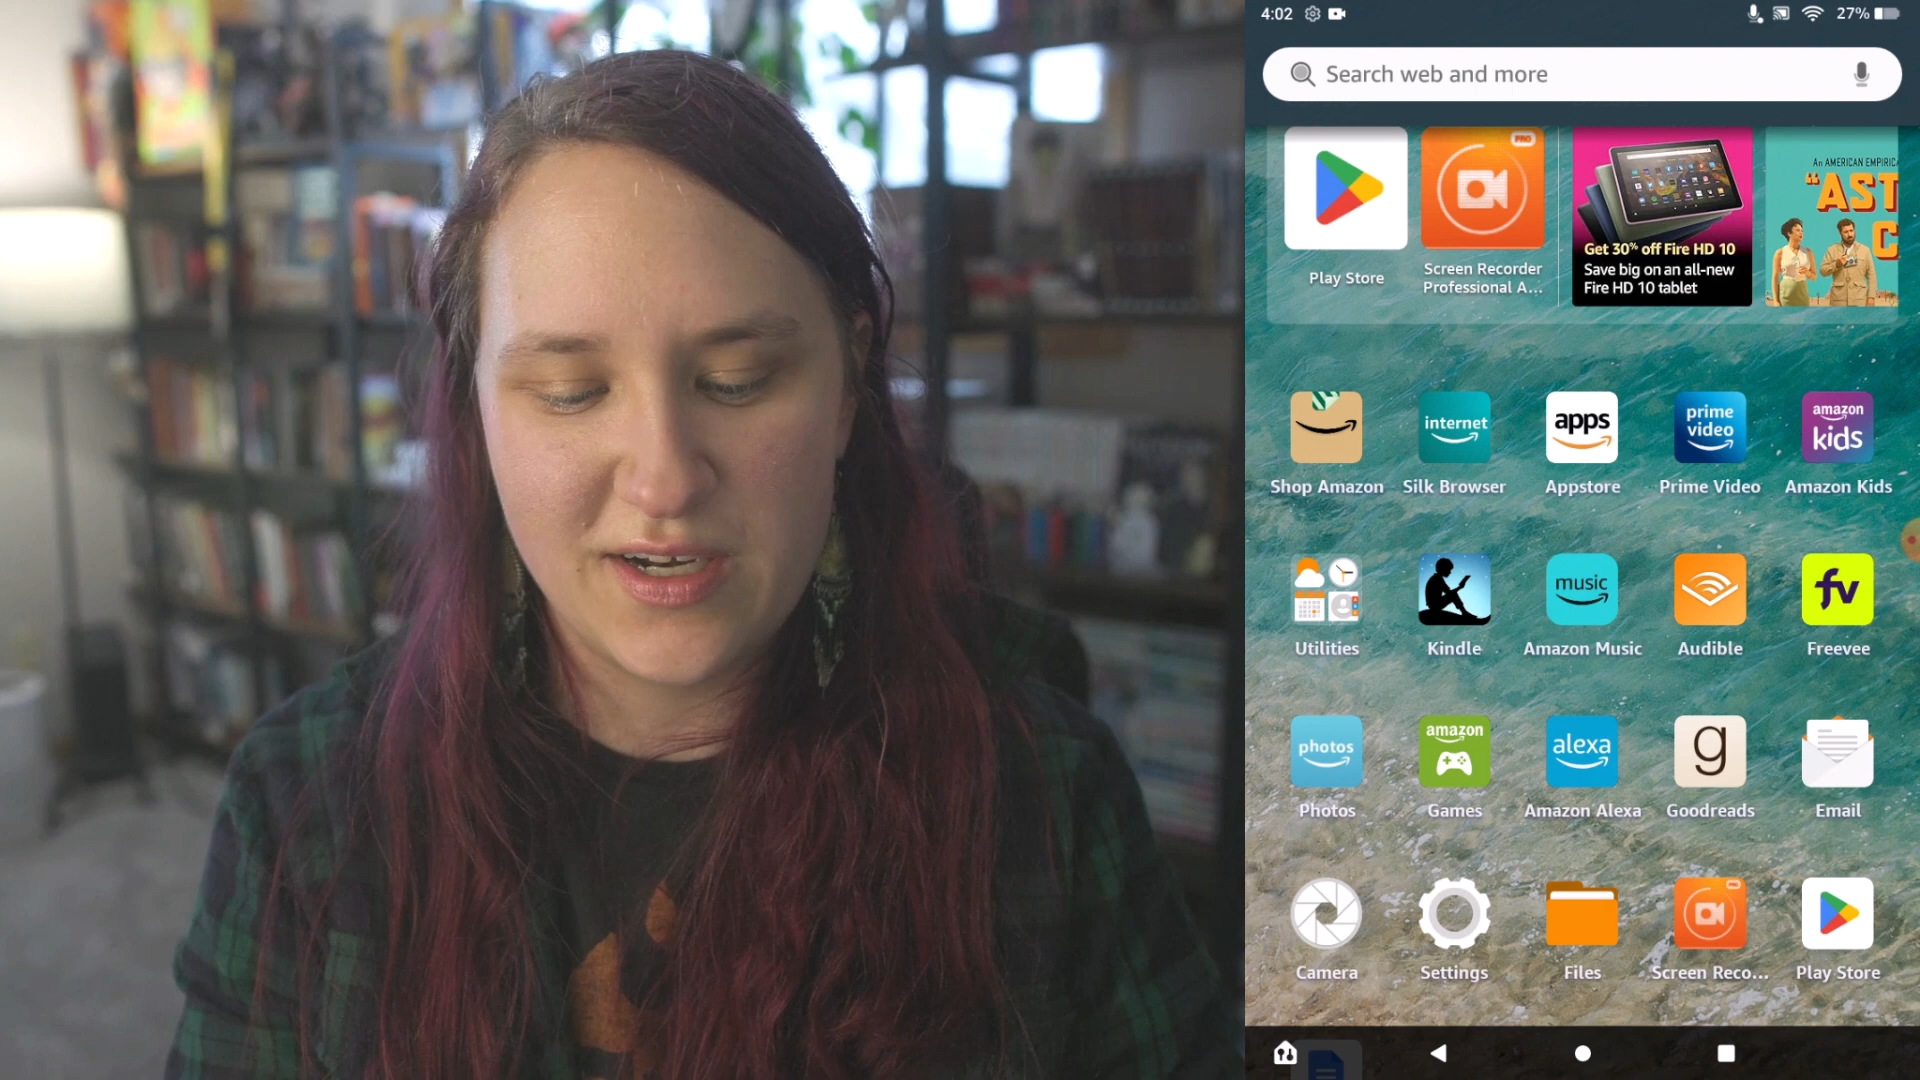 4:02
27%
Search web and more
PRO
Play Store
Screen Recorder
Professional A...
Get 30% off Fire HD 10
Save big on an all-new
Fire HD 10 tablet
An AMERICAN EMPIRIC
"AST
C
internet
apps
prime
video
amazon
kids
Shop Amazon
Silk Browser
Appstore
Prime Video
Amazon Kids
music
fv
Utilities
Kindle
Amazon Music
Audible
Freevee
photos
amazon
alexa
g
Photos
Games
Amazon Alexa
Goodreads
Email
Camera
Settings
Files
Screen Reco...
Play Store